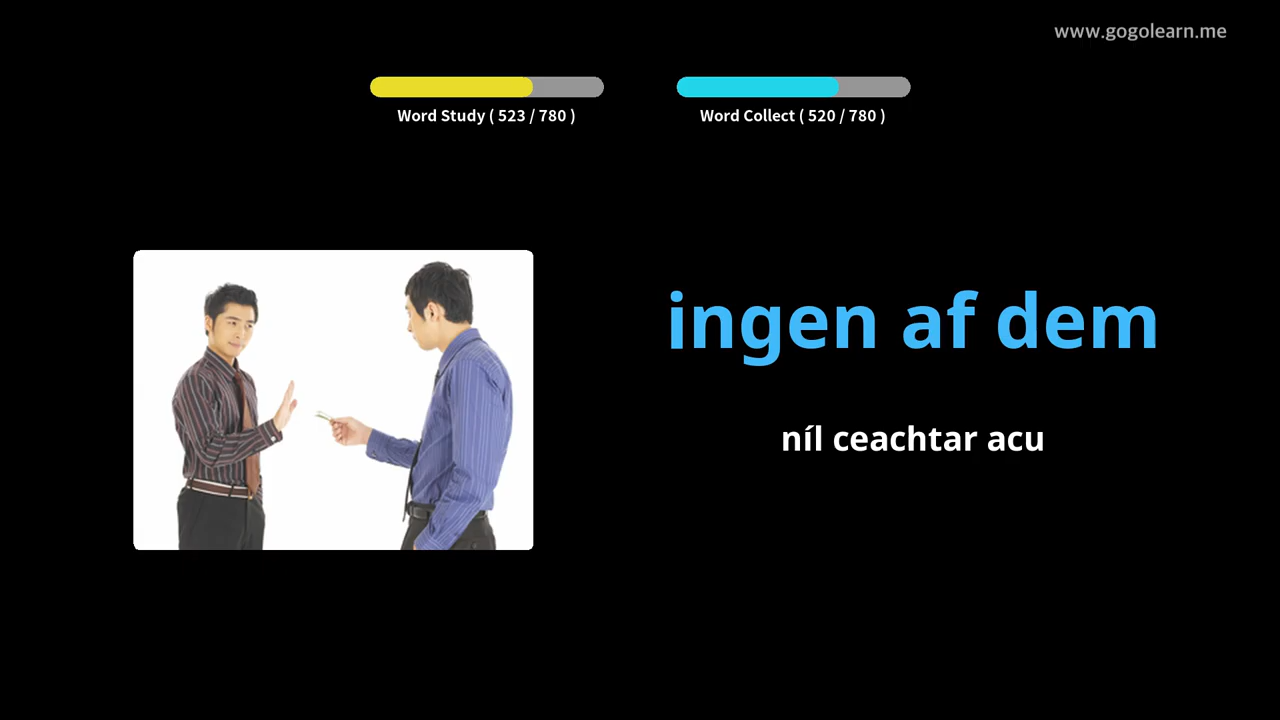 www.gogolearn.me
Word Study ( 523 / 780 )
Word Collect ( 520 / 780 )
ingen af dem
níl ceachtar acu